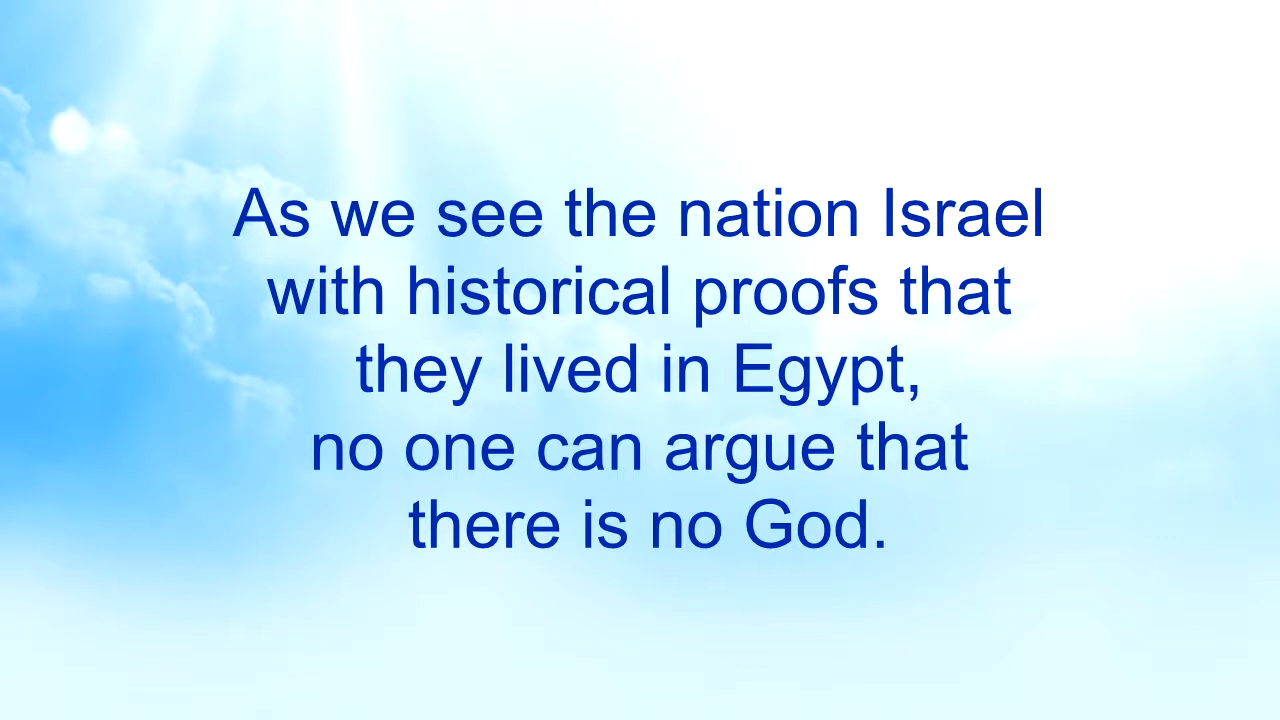 As we see the nation Israel
with historical proofs that
they lived in Egypt,
no one can argue that
there is no God.